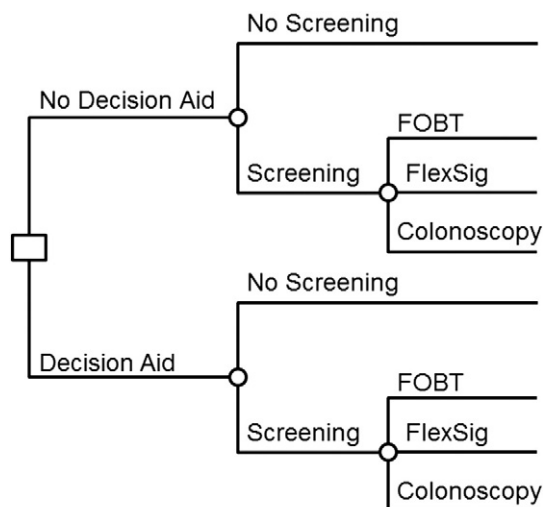 No Screening
No Decision Aid
FOBT
Screening
FlexSig
Colonoscopy
No Screening
Decision Aid
FOBT
Screening
FlexSig
Colonoscopy